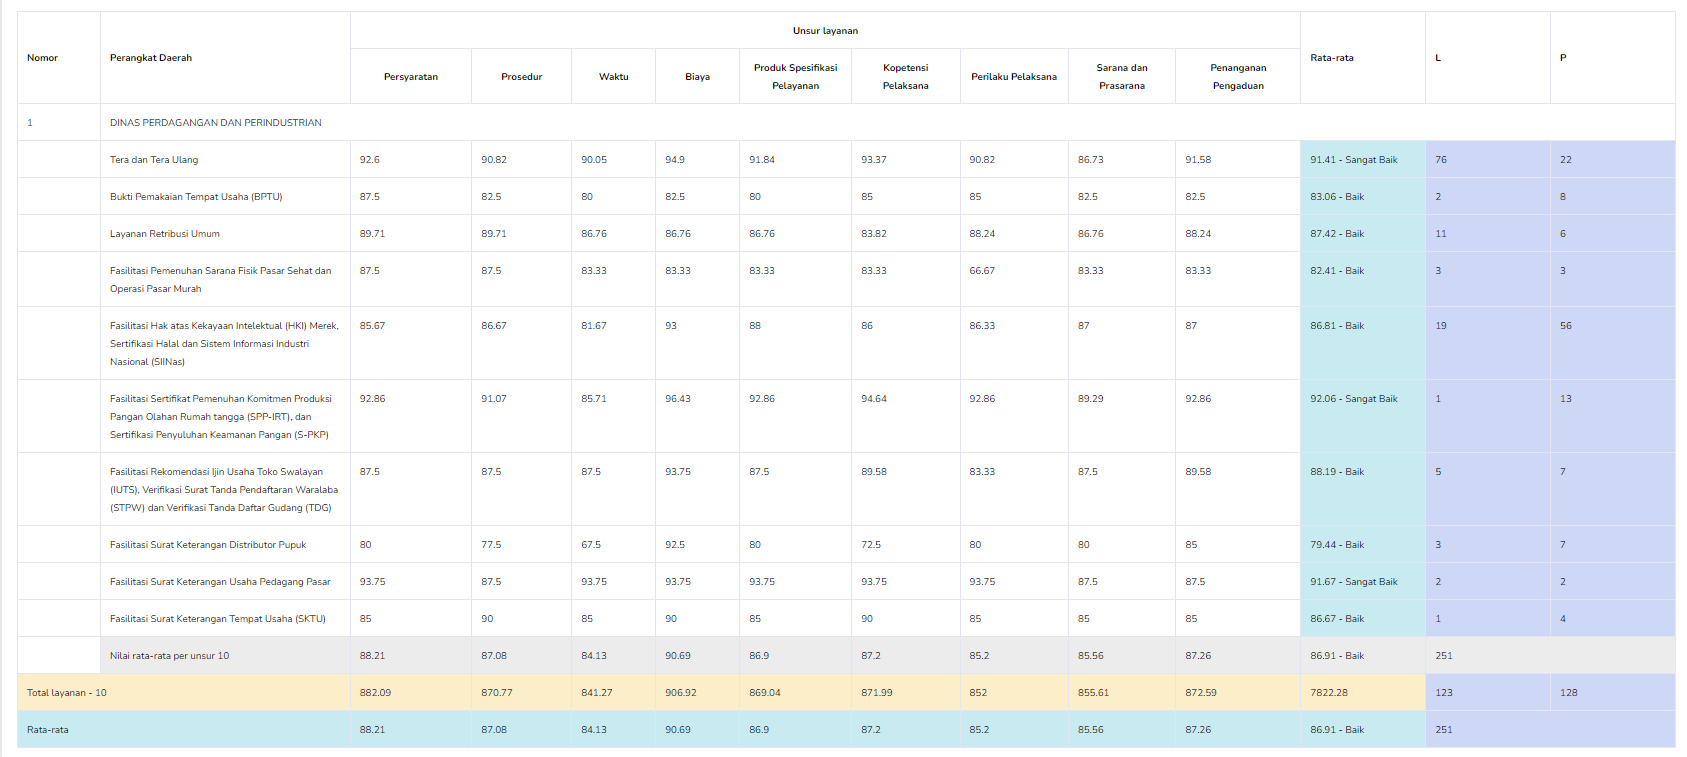 Nomor Perangkat Daerah Unsur layanan Rata-rata L P
Persyaratan Prosedur Waktu Biaya Produk Spesifikasi Pelayanan Kopetensi Pelaksana Perilaku Pelaksana Sarana dan Prasarana Penanganan Pengaduan
1 DINAS PERDAGANGAN DAN PERINDUSTRIAN
Tera dan Tera Ulang 92.6 90.82 90.05 94.9 91.84 93.37 90.82 86.73 91.58 91.41 - Sangat Baik 76 22
Bukti Pemakaian Tempat Usaha (BPTU) 87.5 82.5 80 82.5 80 85 85 82.5 82.5 83.06 - Baik 2 8
Layanan Retribusi Umum 89.71 89.71 86.76 86.76 86.76 83.82 88.24 86.76 88.24 87.42 - Baik 11 6
Fasilitasi Pemenuhan Sarana Fisik Pasar Sehat dan 87.5 87.5 83.33 83.33 83.33 83.33 66.67 83.33 83.33 82.41 - Baik 3 3
Operasi Pasar Murah
Fasilitasi Hak atas Kekayaan Intelektual (HKI) Merek, 85.67 86.67 81.67 93 88 86 86.33 87 87 86.81 - Baik 19 56
Sertifikasi Halal dan Sistem Informasi Industri
Nasional (SIINas)
Fasilitasi Sertifikat Pemenuhan Komitmen Produksi 92.86 91.07 85.71 96.43 92.86 94.64 92.86 89.29 92.86 92.06 - Sangat Baik 1 13
Pangan Olahan Rumah tangga (SPP-IRT), dan
Sertifikasi Penyuluhan Keamanan Pangan (S-PKP)
Fasilitasi Rekomendasi Ijin Usaha Toko Swalayan 87.5 87.5 87.5 93.75 87.5 89.58 83.33 87.5 89.58 88.19 - Baik 5 7
(IUTS), Verifikasi Surat Tanda Pendaftaran Waralaba
(STPW) dan Verifikasi Tanda Daftar Gudang (TDG)
Fasilitasi Surat Keterangan Distributor Pupuk 80 77.5 67.5 92.5 80 72.5 80 80 85 79.44 - Baik 3 7
Fasilitasi Surat Keterangan Usaha Pedagang Pasar 93.75 87.5 93.75 93.75 93.75 93.75 93.75 87.5 87.5 91.67 - Sangat Baik 2 2
Fasilitasi Surat Keterangan Tempat Usaha (SKTU) 85 90 85 90 85 90 85 85 85 86.67 - Baik 1 4
Nilai rata-rata per unsur 10 88.21 87.08 84.13 90.69 86.9 87.2 85.2 85.56 87.26 86.91 - Baik 251
Total layanan - 10 882.09 870.77 841.27 906.92 869.04 871.99 852 855.61 872.59 7822.28 123 128
Rata-rata 88.21 87.08 84.13 90.69 86.9 87.2 85.2 85.56 87.26 86.91 - Baik 251